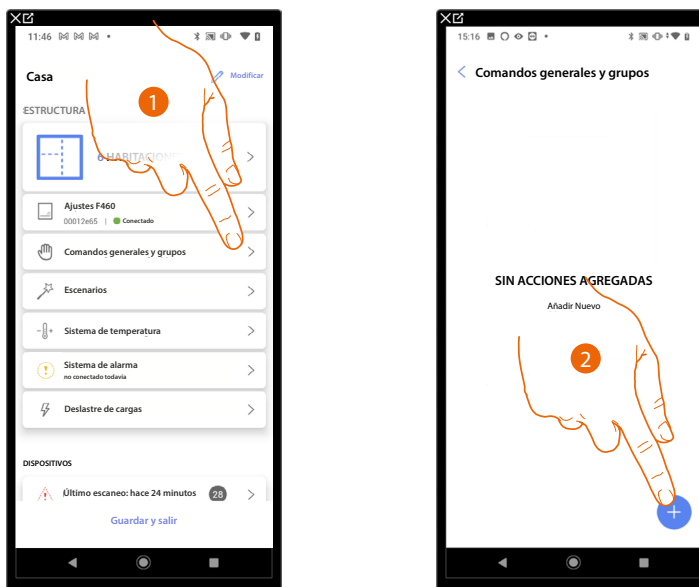 11:46
Casa
Modificar
ESTRUCTURA
6 HABITACION
Ajustes F460
00012e65 | Conectado
Comandos generales y grupos
Escenarios
Sistema de temperatura
Sistema de alarma
no conectado todavía
Deslastre de cargas
DISPOSITIVOS
Último escaneo: hace 24 minutos 28
Guardar y salir
1
15:16
Comandos generales y grupos
SIN ACCIONES AGREGADAS
Añadir Nuevo
2